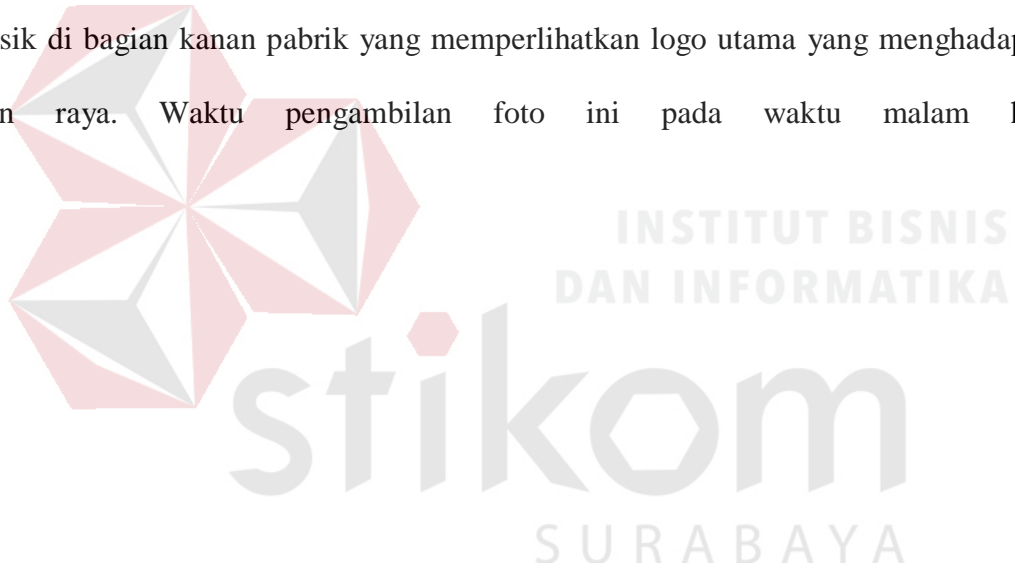 sik di bagian kanan pabrik yang memperlihatkan logo utama yang menghadap
n raya. Waktu pengambilan foto ini pada waktu malam
INSTITUT BISNIS
DAN INFORMATIKA
stikom
SURABAYA